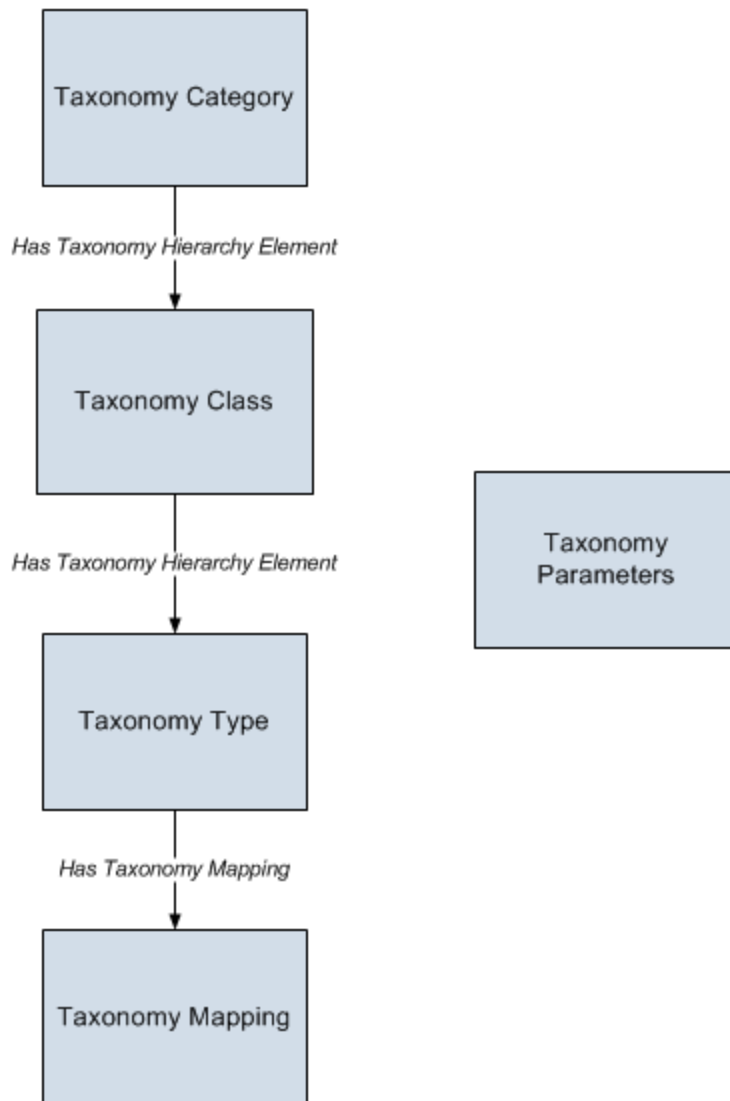 Taxonomy Category
Has Taxonomy Hierarchy Element
Taxonomy Class
Has Taxonomy Hierarchy Element
Taxonomy
Parameters
Taxonomy Type
Has Taxonomy Mapping
Taxonomy Mapping